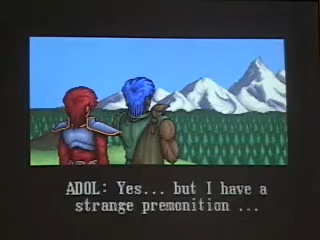 ADOL: Yes... but I have a
strange premonition ...